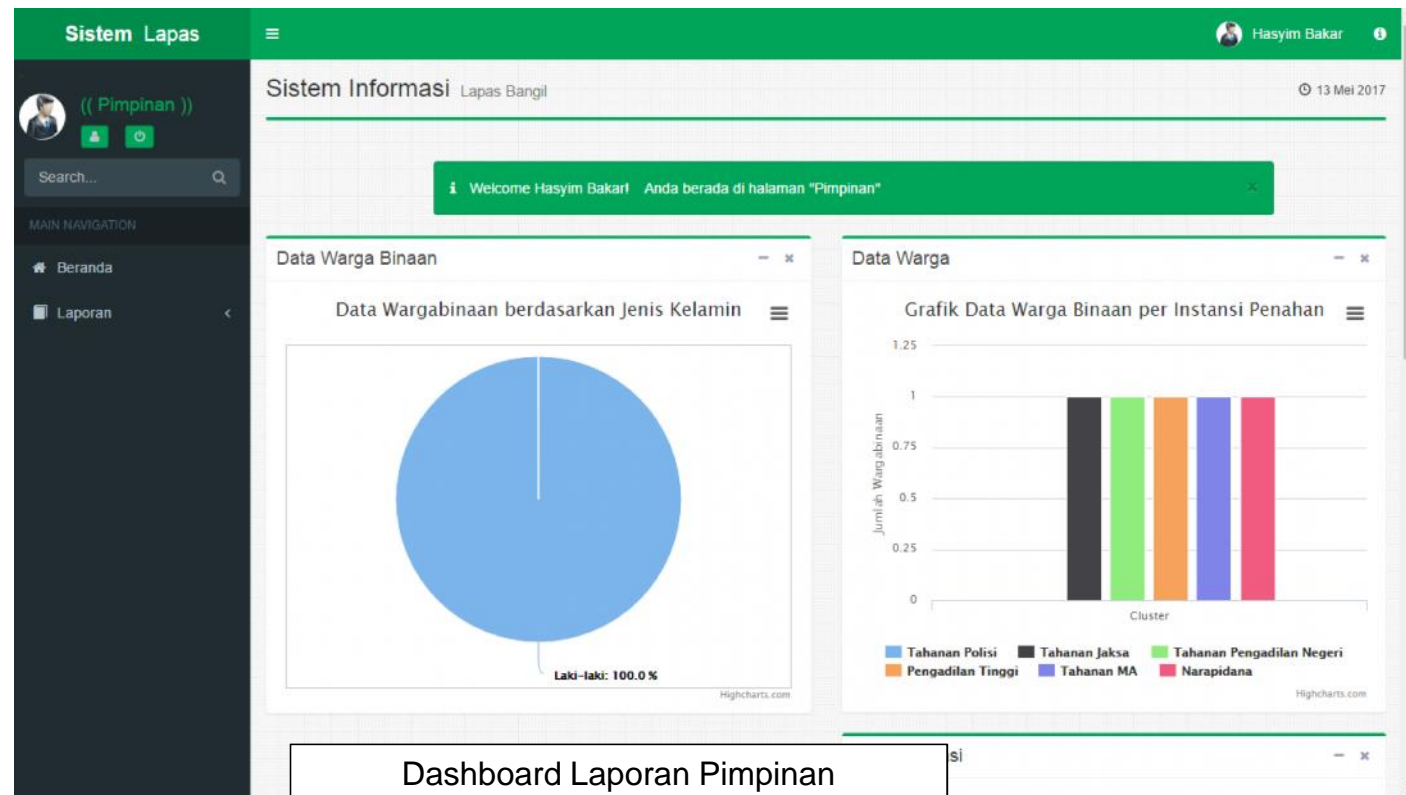 Sistem Lapas
Hasyim Bakar
(( Pimpinan ))
Search...
MAIN NAVIGATION
Beranda
Laporan
Sistem Informasi Lapas Bangil
13 Mei 2017
Welcome Hasyim Bakar! Anda berada di halaman "Pimpinan"
Data Warga Binaan
Data Wargabinaan berdasarkan Jenis Kelamin
Laki-laki: 100.0 %
Highcharts.com
Data Warga
Grafik Data Warga Binaan per Instansi Penahan
Jumlah Wargabinaan
1.25
1
0.75
0.5
0.25
0
Cluster
Tahanan Polisi Tahanan Jaksa Tahanan Pengadilan Negeri
Pengadilan Tinggi Tahanan MA Narapidana
Highcharts.com
si
Dashboard Laporan Pimpinan